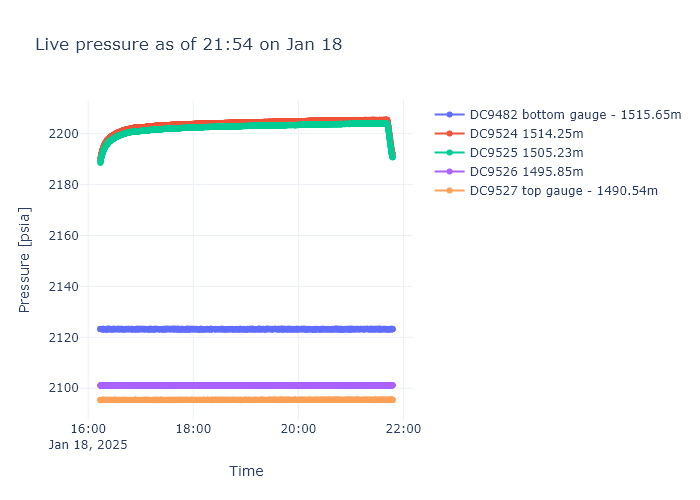 Live pressure as of 21:54 on Jan 18
DC9482 bottom gauge - 1515.65m
DC9524 1514.25m
DC9525 1505.23m
DC9526 1495.85m
DC9527 top gauge - 1490.54m
Pressure [psia]
2200
2180
2160
2140
2120
2100
16:00
18:00
20:00
22:00
Jan 18, 2025
Time